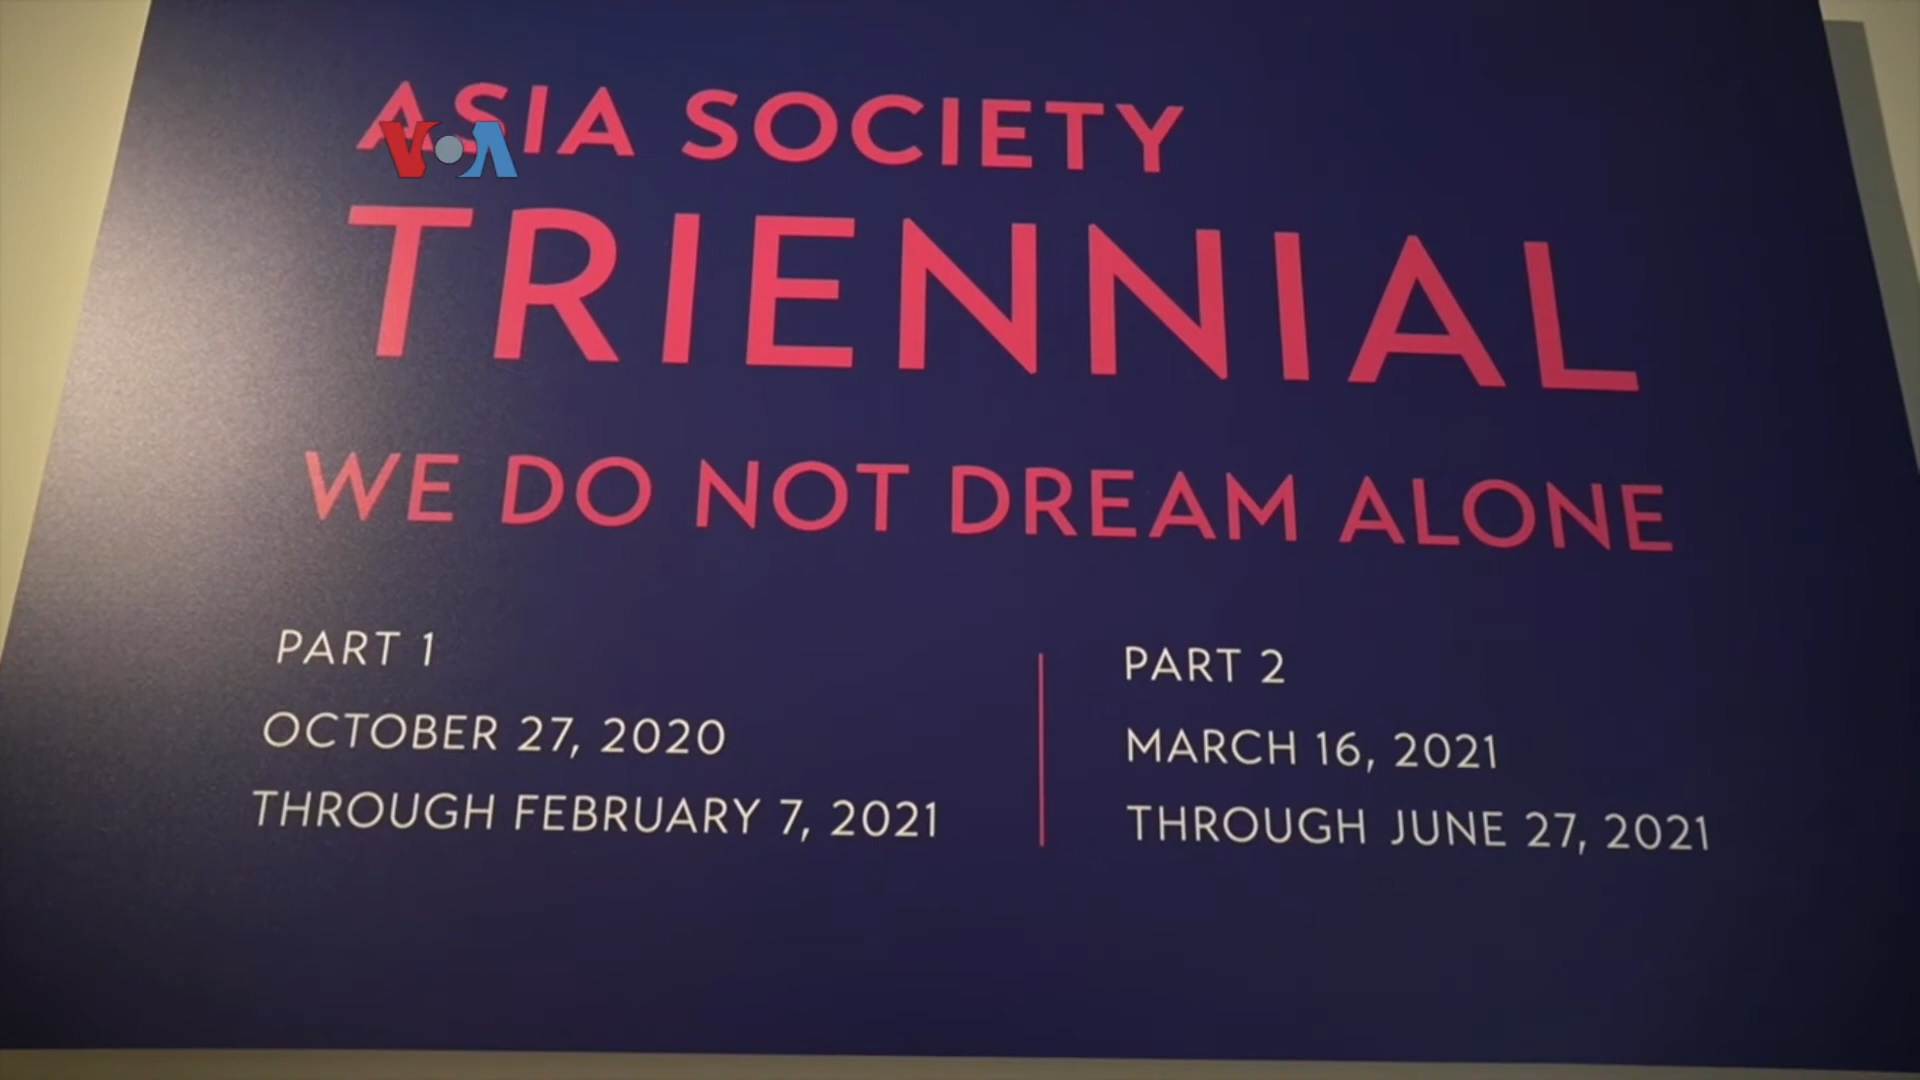 ASIA SOCIETY
VOA
TRIENNIAL
WE DO NOT DREAM ALONE
PART 1
OCTOBER 27, 2020
THROUGH FEBRUARY 7, 2021
PART 2
MARCH 16, 2021
THROUGH JUNE 27, 2021